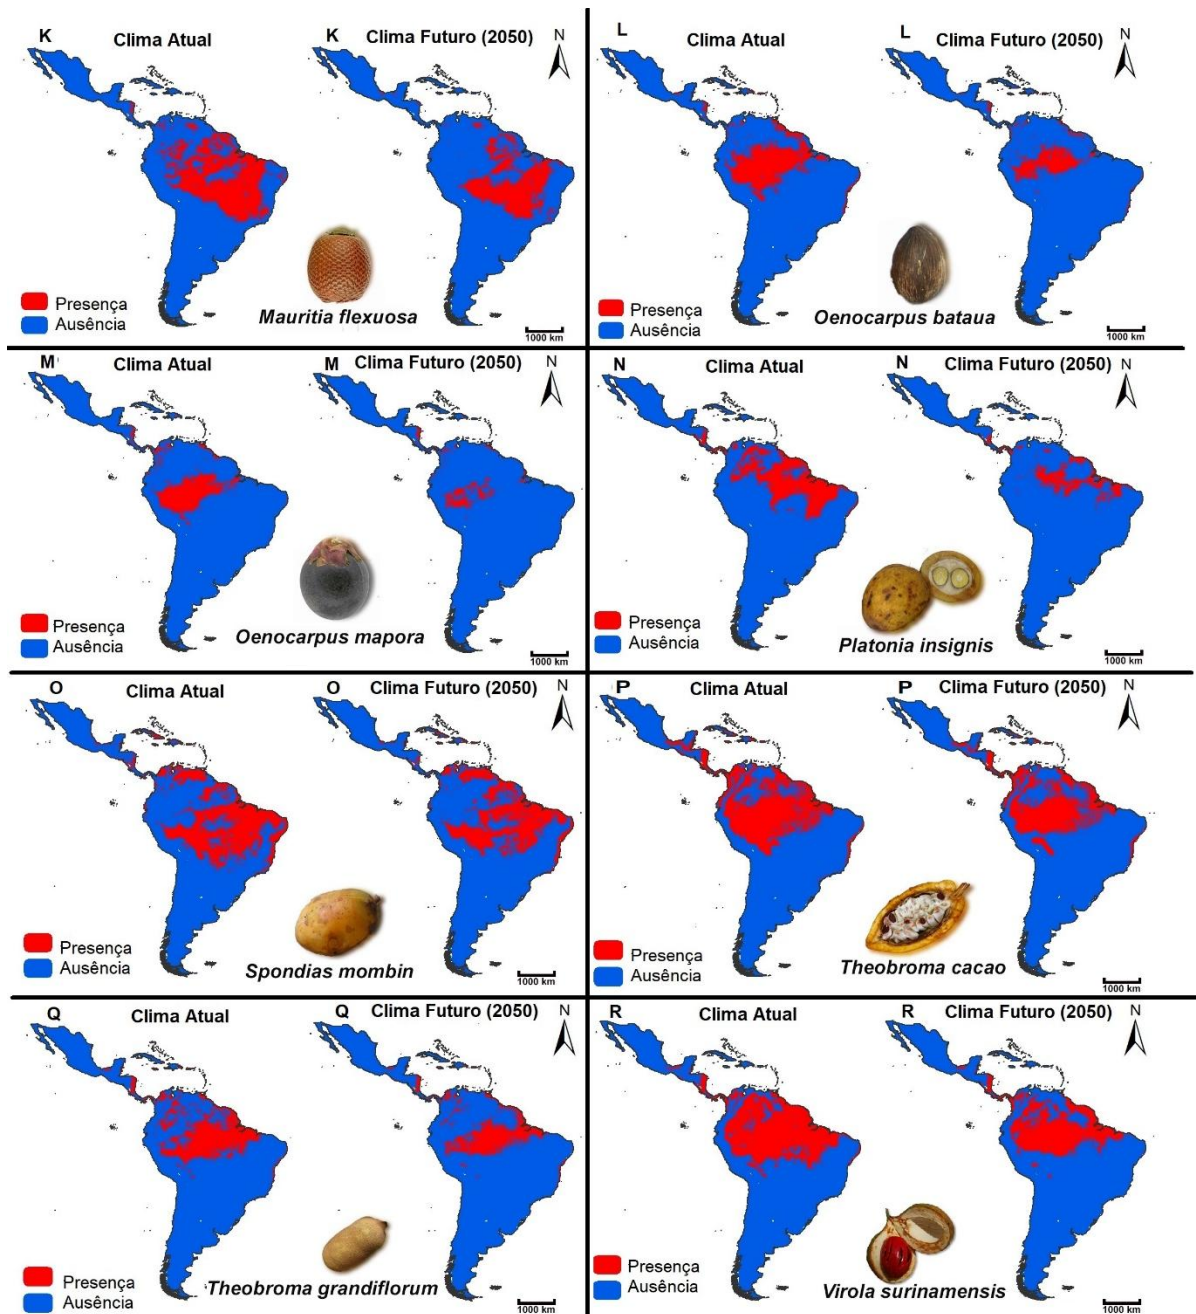 K Clima Atual K Clima Futuro (2050) N
Presença
Ausência
Mauritia flexuosa
1000 km
L Clima Atual L Clima Futuro (2050) N
Presença
Ausência
Oenocarpus bataua
1000 km
M Clima Atual M Clima Futuro (2050) N
Presença
Ausência
Oenocarpus mapora
1000 km
N Clima Atual N Clima Futuro (2050) N
Presença
Ausência
Platonia insignis
1000 km
O Clima Atual O Clima Futuro (2050) N
Presença
Ausência
Spondias mombin
1000 km
P Clima Atual P Clima Futuro (2050) N
Presença
Ausência
Theobroma cacao
1000 km
Q Clima Atual Q Clima Futuro (2050) N
Presença
Ausência
Theobroma grandiflorum
1000 km
R Clima Atual R Clima Futuro (2050) N
Presença
Ausência
Virola surinamensis
1000 km